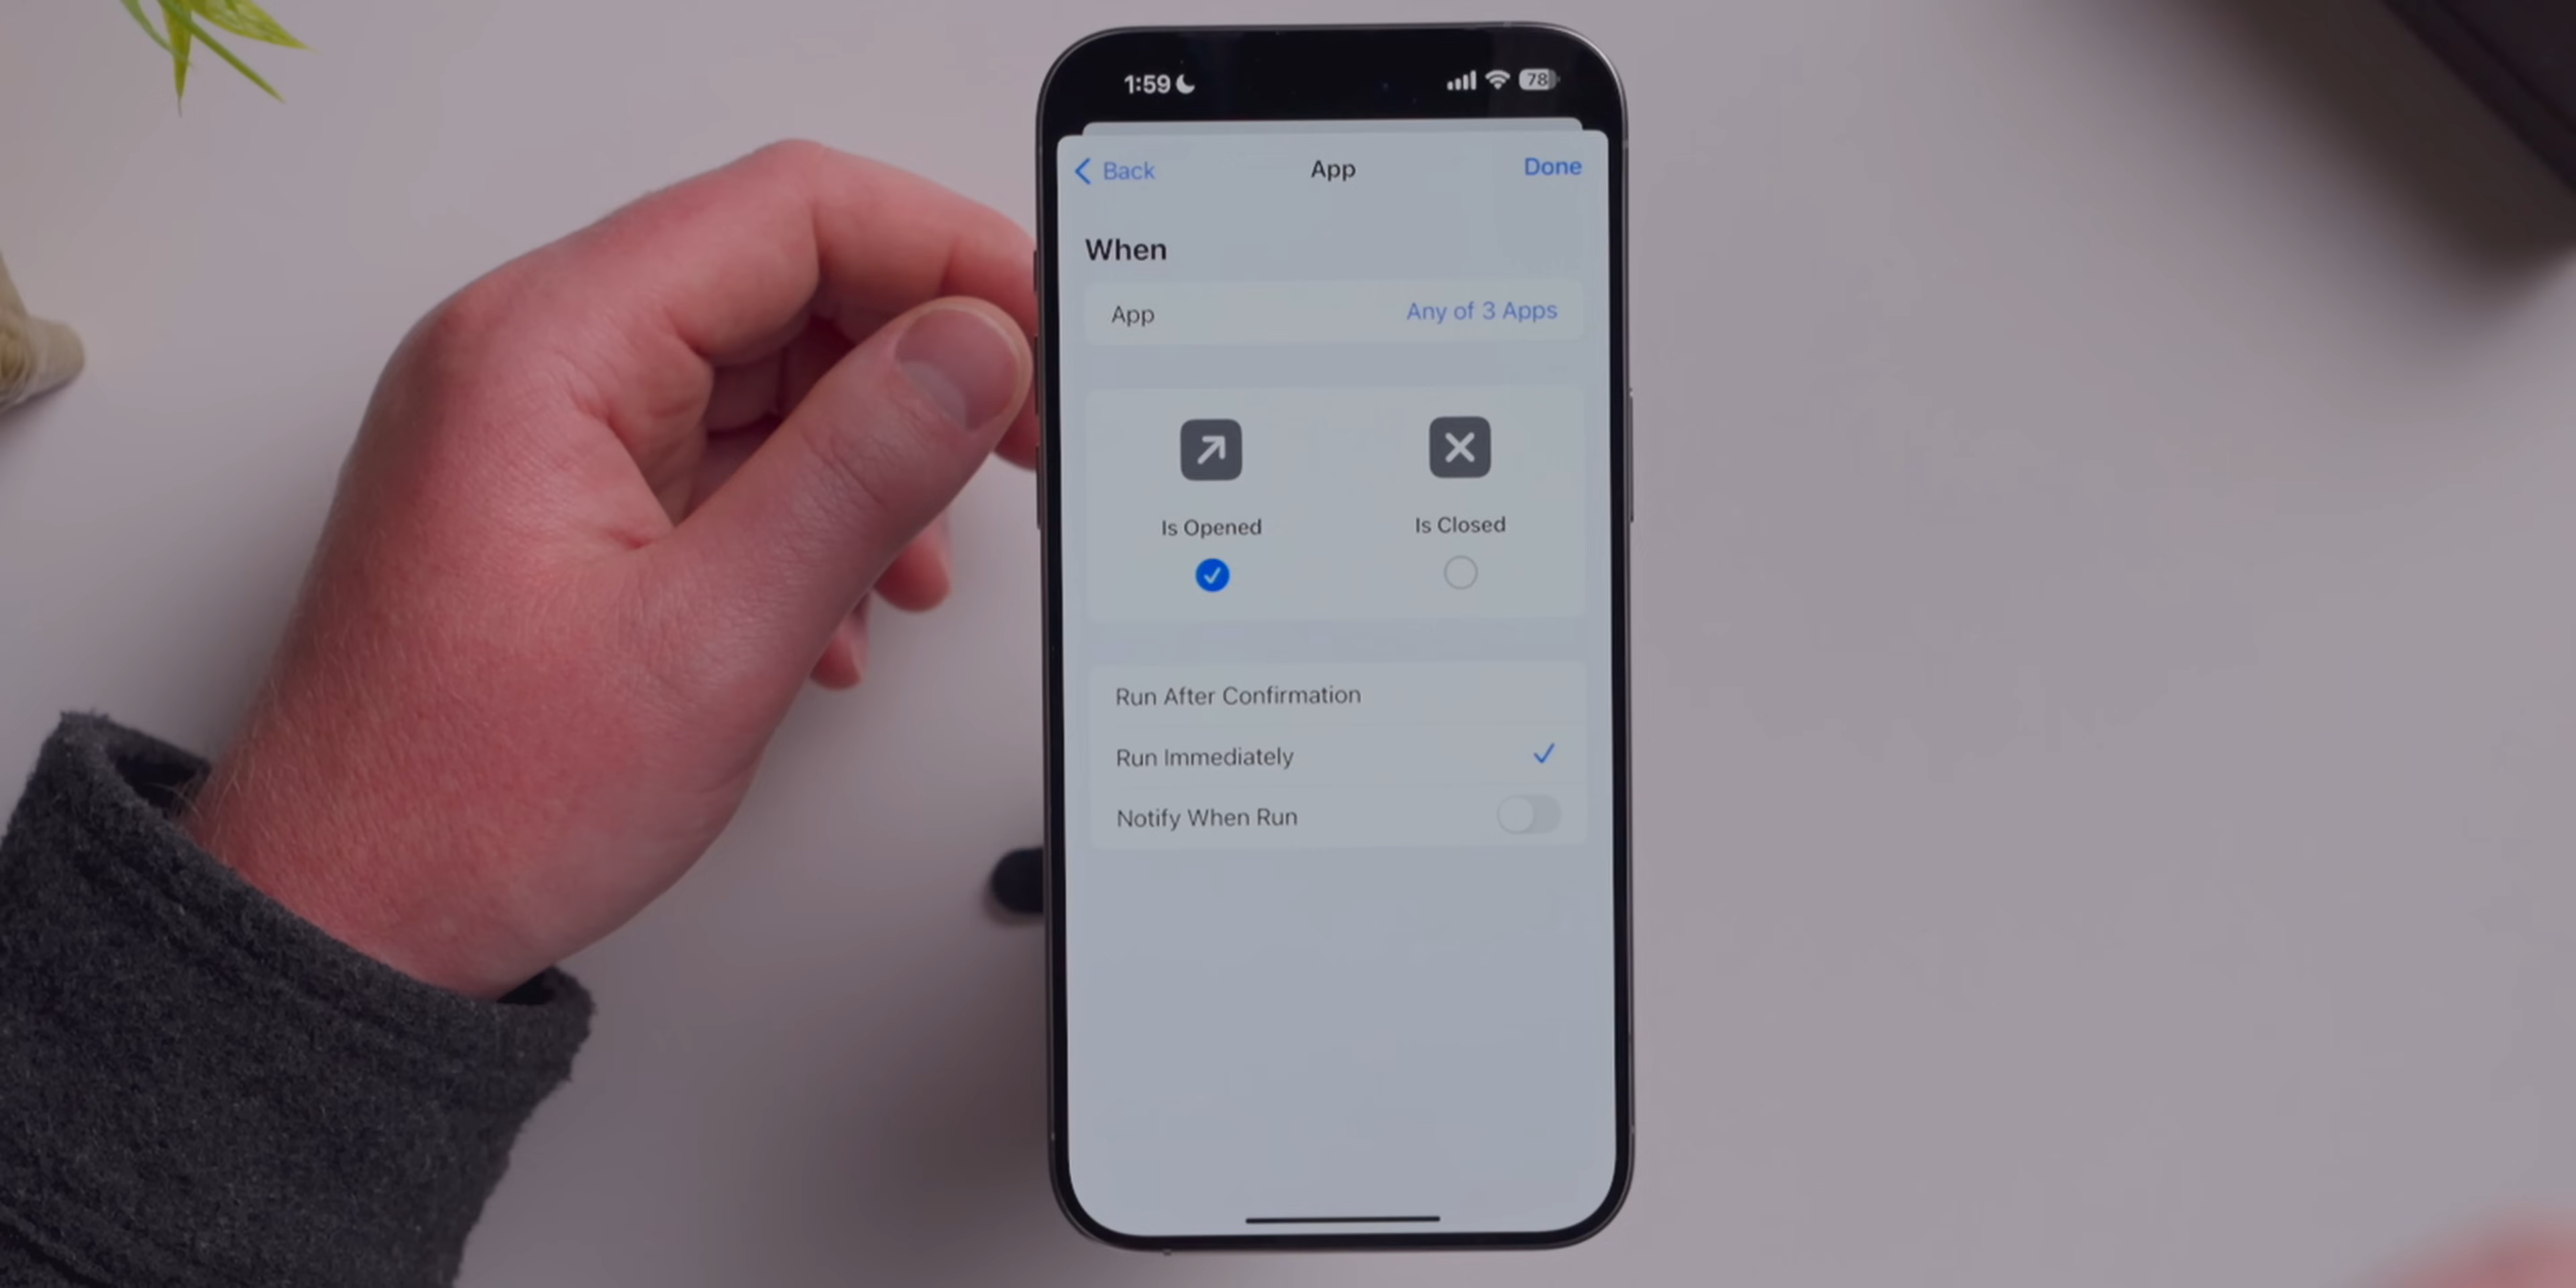 1:59
78
Back
App
Done
When
App
Any of 3 Apps
Is Opened
Is Closed
Run After Confirmation
Run Immediately
Notify When Run